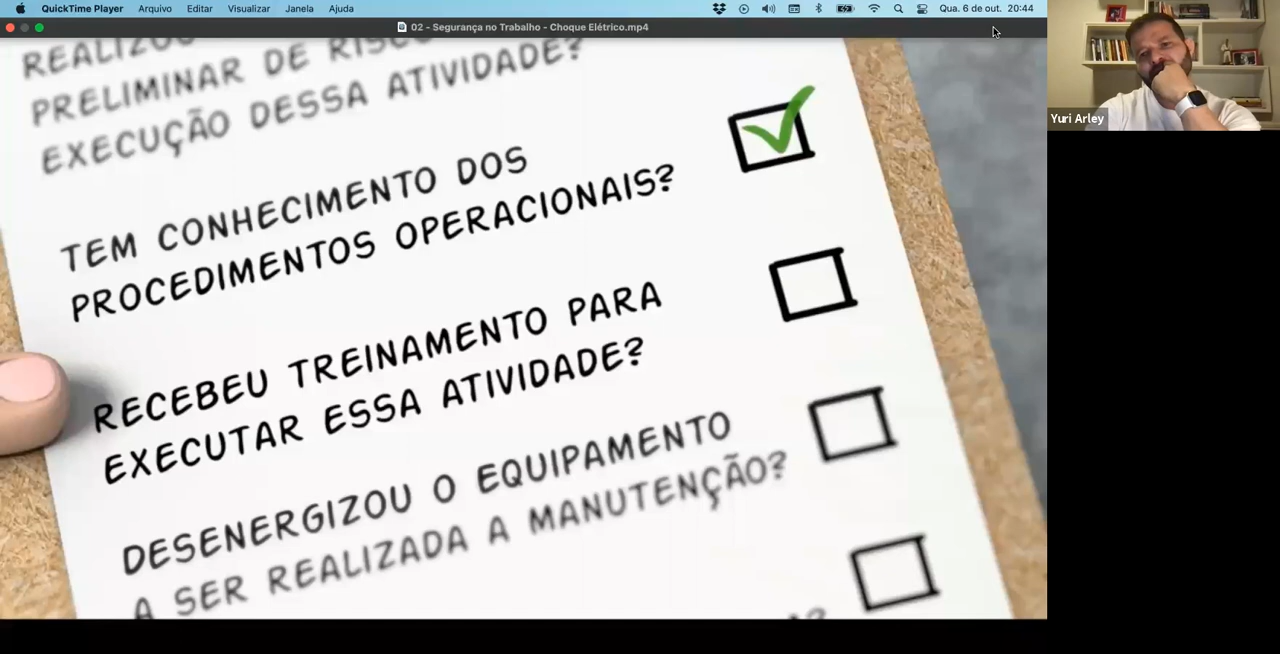 QuickTime Player Arquivo Editar Visualizar Janela Ajuda Qua. 6 de out. 20:44
02 - Segurança no Trabalho - Choque Elétrico.mp4
REALIZOU
PRELIMINAR DE RISCO
EXECUÇÃO DESSA ATIVIDADE?
TEM CONHECIMENTO DOS
PROCEDIMENTOS OPERACIONAIS?
RECEBEU TREINAMENTO PARA
EXECUTAR ESSA ATIVIDADE?
DESENERGIZOU O EQUIPAMENTO
A SER REALIZADA A MANUTENÇÃO?
Yuri Arley